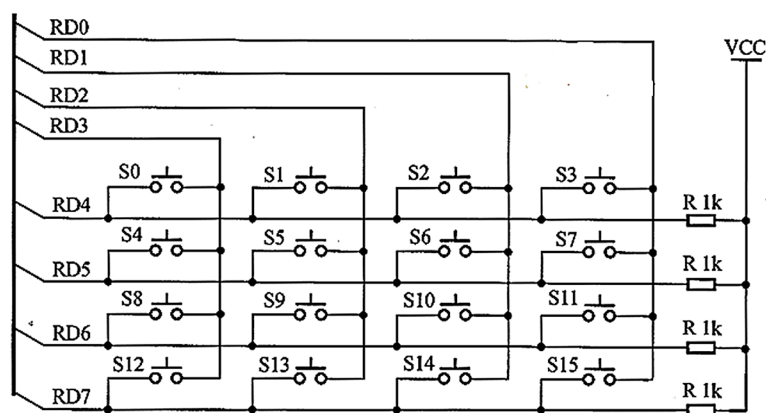 RD0
RD1
VCC
RD2
RD3
S0 S1 S2 S3
RD4 R 1k
S4 S5 S6 S7
RD5 R 1k
S8 S9 S10 S11
RD6 R 1k
S12 S13 S14 S15
RD7 R 1k